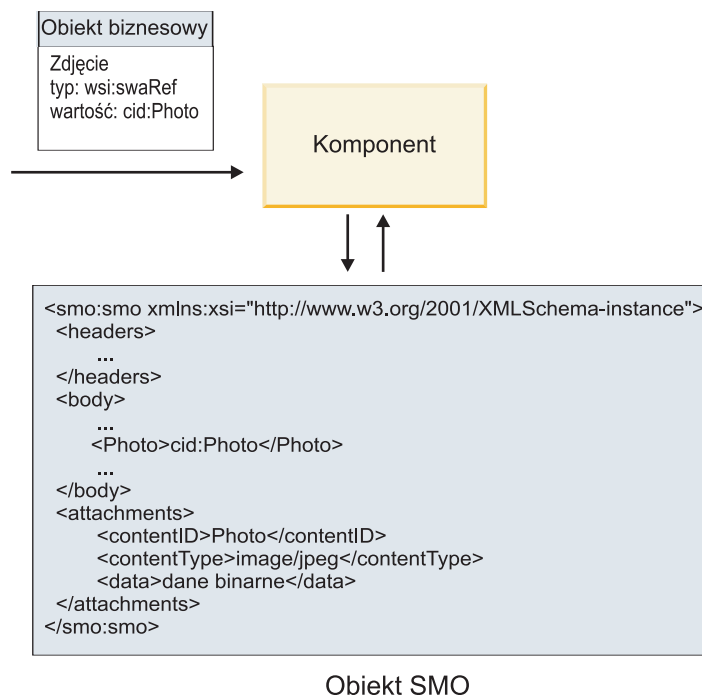 Obiekt biznesowy
Zdjęcie
typ: wsi:swaRef
wartość: cid:Photo
Komponent
<smo:smo xmlns:xsi="http://www.w3.org/2001/XMLSchema-instance">
<headers>
...
</headers>
<body>
...
<Photo>cid:Photo</Photo>
...
</body>
<attachments>
<contentID>Photo</contentID>
<contentType>image/jpeg</contentType>
<data>dane binarne</data>
</attachments>
</smo:smo>
Obiekt SMO